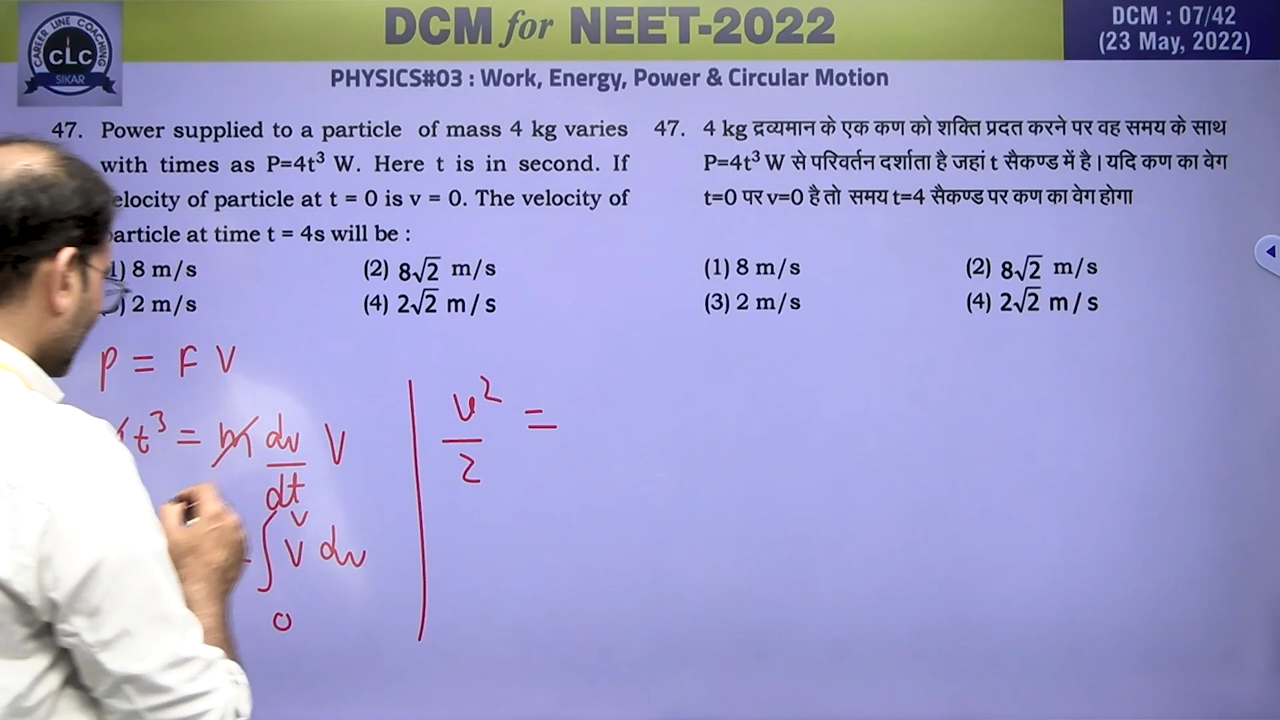 DCM for NEET-2022
DCM : 07/42
(23 May, 2022)
CAREER LINE COACHING
CLC
SIKAR
PHYSICS#03 : Work, Energy, Power & Circular Motion
47. Power supplied to a particle of mass 4 kg varies
with times as P=4t³ W. Here t is in second. If
elocity of particle at t = 0 is v = 0. The velocity of
article at time t = 4s will be :
1) 8 m/s (2) 8√2 m/s
) 2 m/s (4) 2√2 m/s
47. 4 kg द्रव्यमान के एक कण को शक्ति प्रदत करने पर वह समय के साथ
P=4t³ W से परिवर्तन दर्शाता है जहां t सैकण्ड में है। यदि कण का वेग
t=0 पर v=0 है तो समय t=4 सैकण्ड पर कण का वेग होगा
(1) 8 m/s (2) 8√2 m/s
(3) 2 m/s (4) 2√2 m/s
P = F V
t³ = m dv/dt V
∫₀ᵛ v dv
v²/2 =